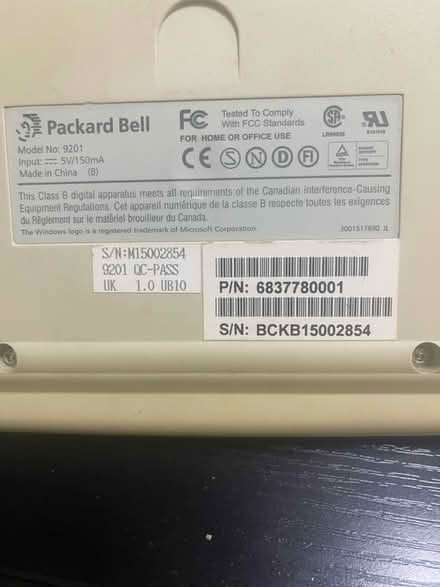 Packard Bell
Model No: 9201
Input: 5V/150mA
Made in China (B)
FC Tested To Comply
With FCC Standards
FOR HOME OR OFFICE USE
CE S N D FI
This Class B digital apparatus meets all requirements of the Canadian Interference-Causing
Equipment Regulations. Cet appareil numérique de la classe B respecte toutes les exigences
du Règlement sur le matériel brouilleur du Canada.
The Windows logo is a registered trademark of Microsoft Corporation.
S/N:M15002854
9201 QC-PASS
UK 1.0 UB10
P/N: 6837780001
S/N: BCKB15002854